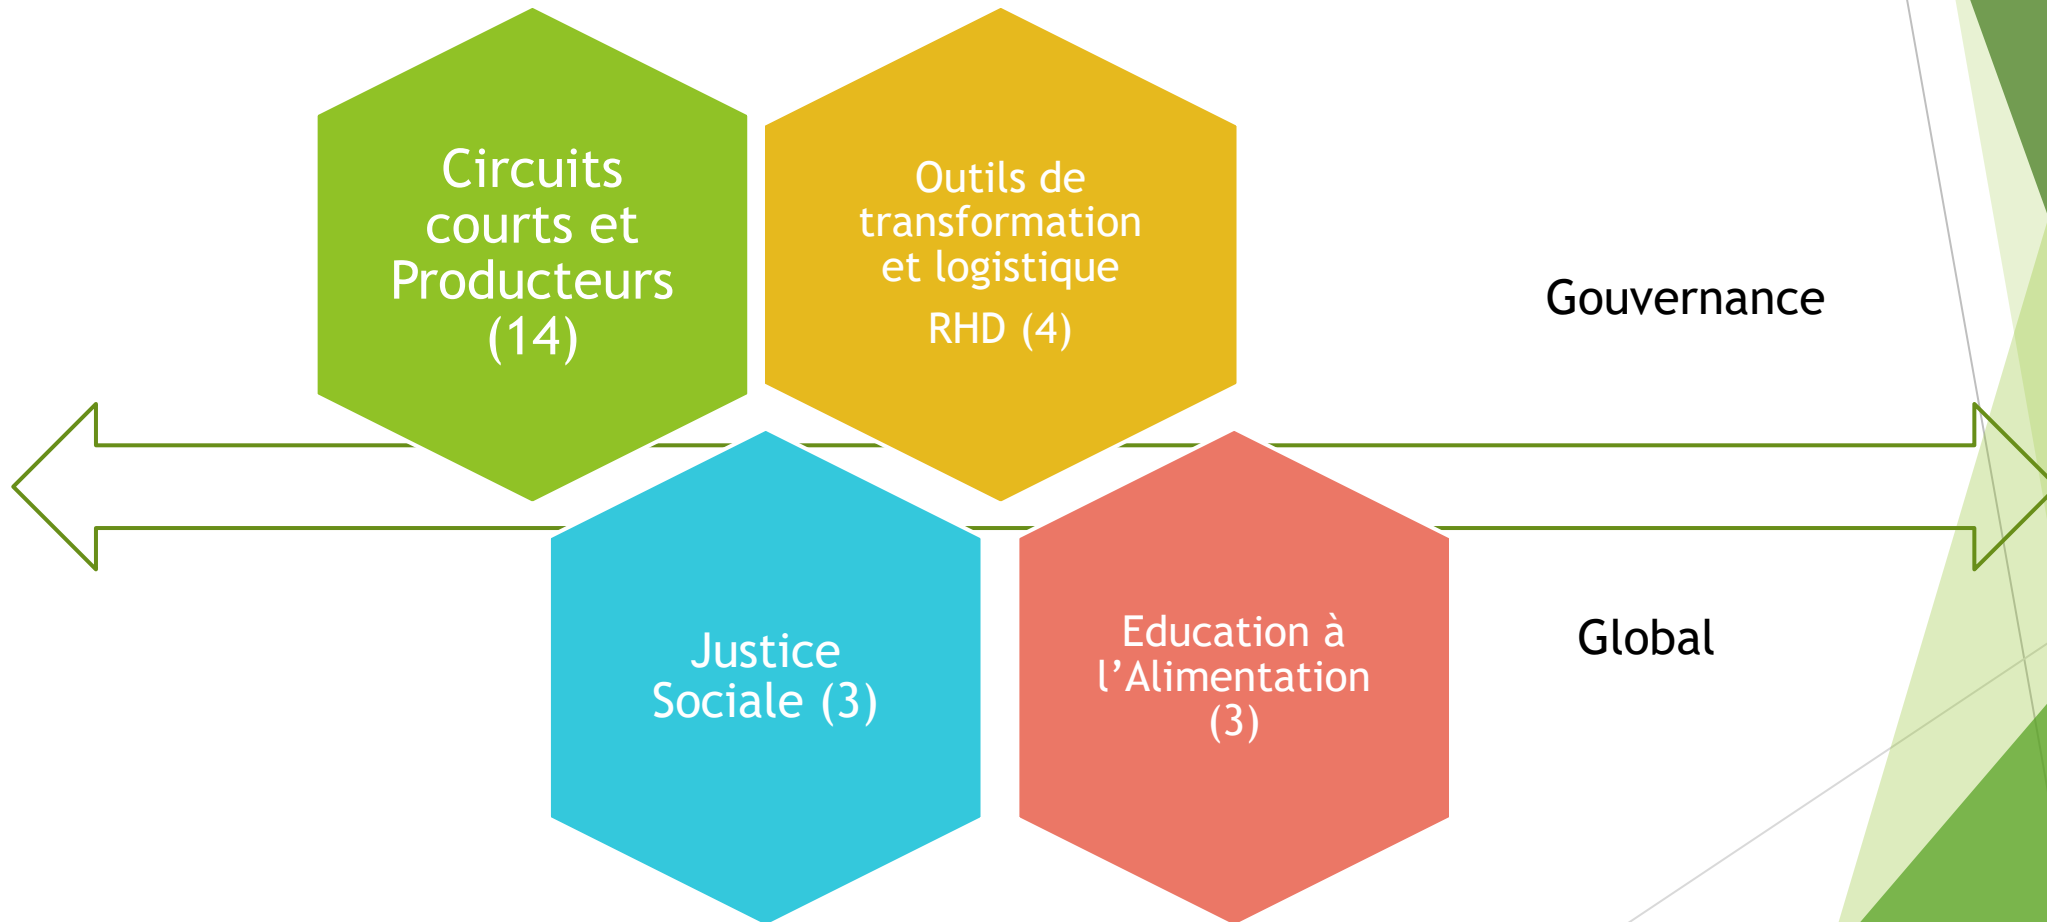 Circuits
courts et
Producteurs
(14)
Outils de
transformation
et logistique
RHD (4)
Gouvernance
Justice
Sociale (3)
Education à
l’Alimentation
(3)
Global